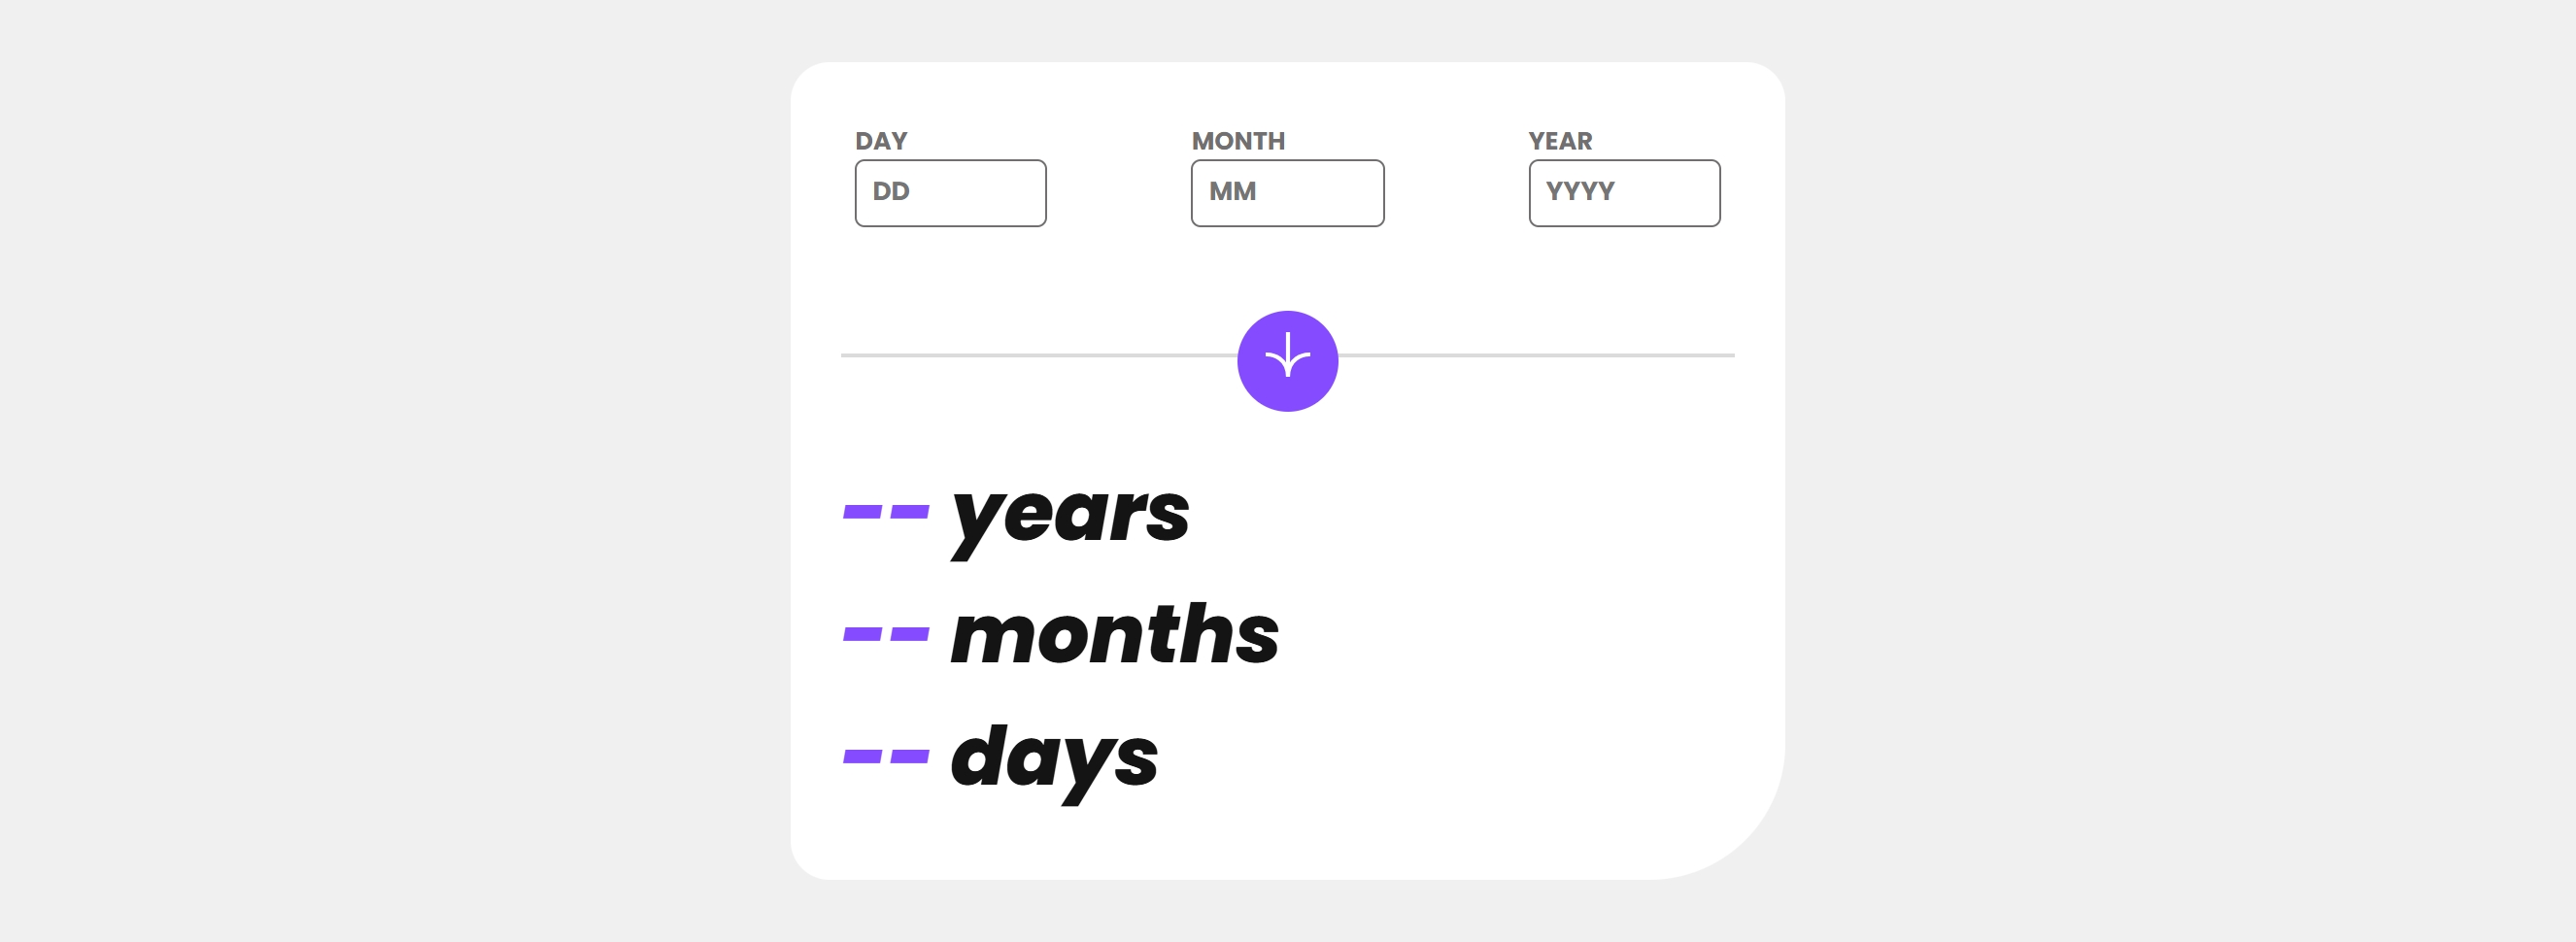 DAY MONTH YEAR
DD MM YYYY
-- years
-- months
-- days